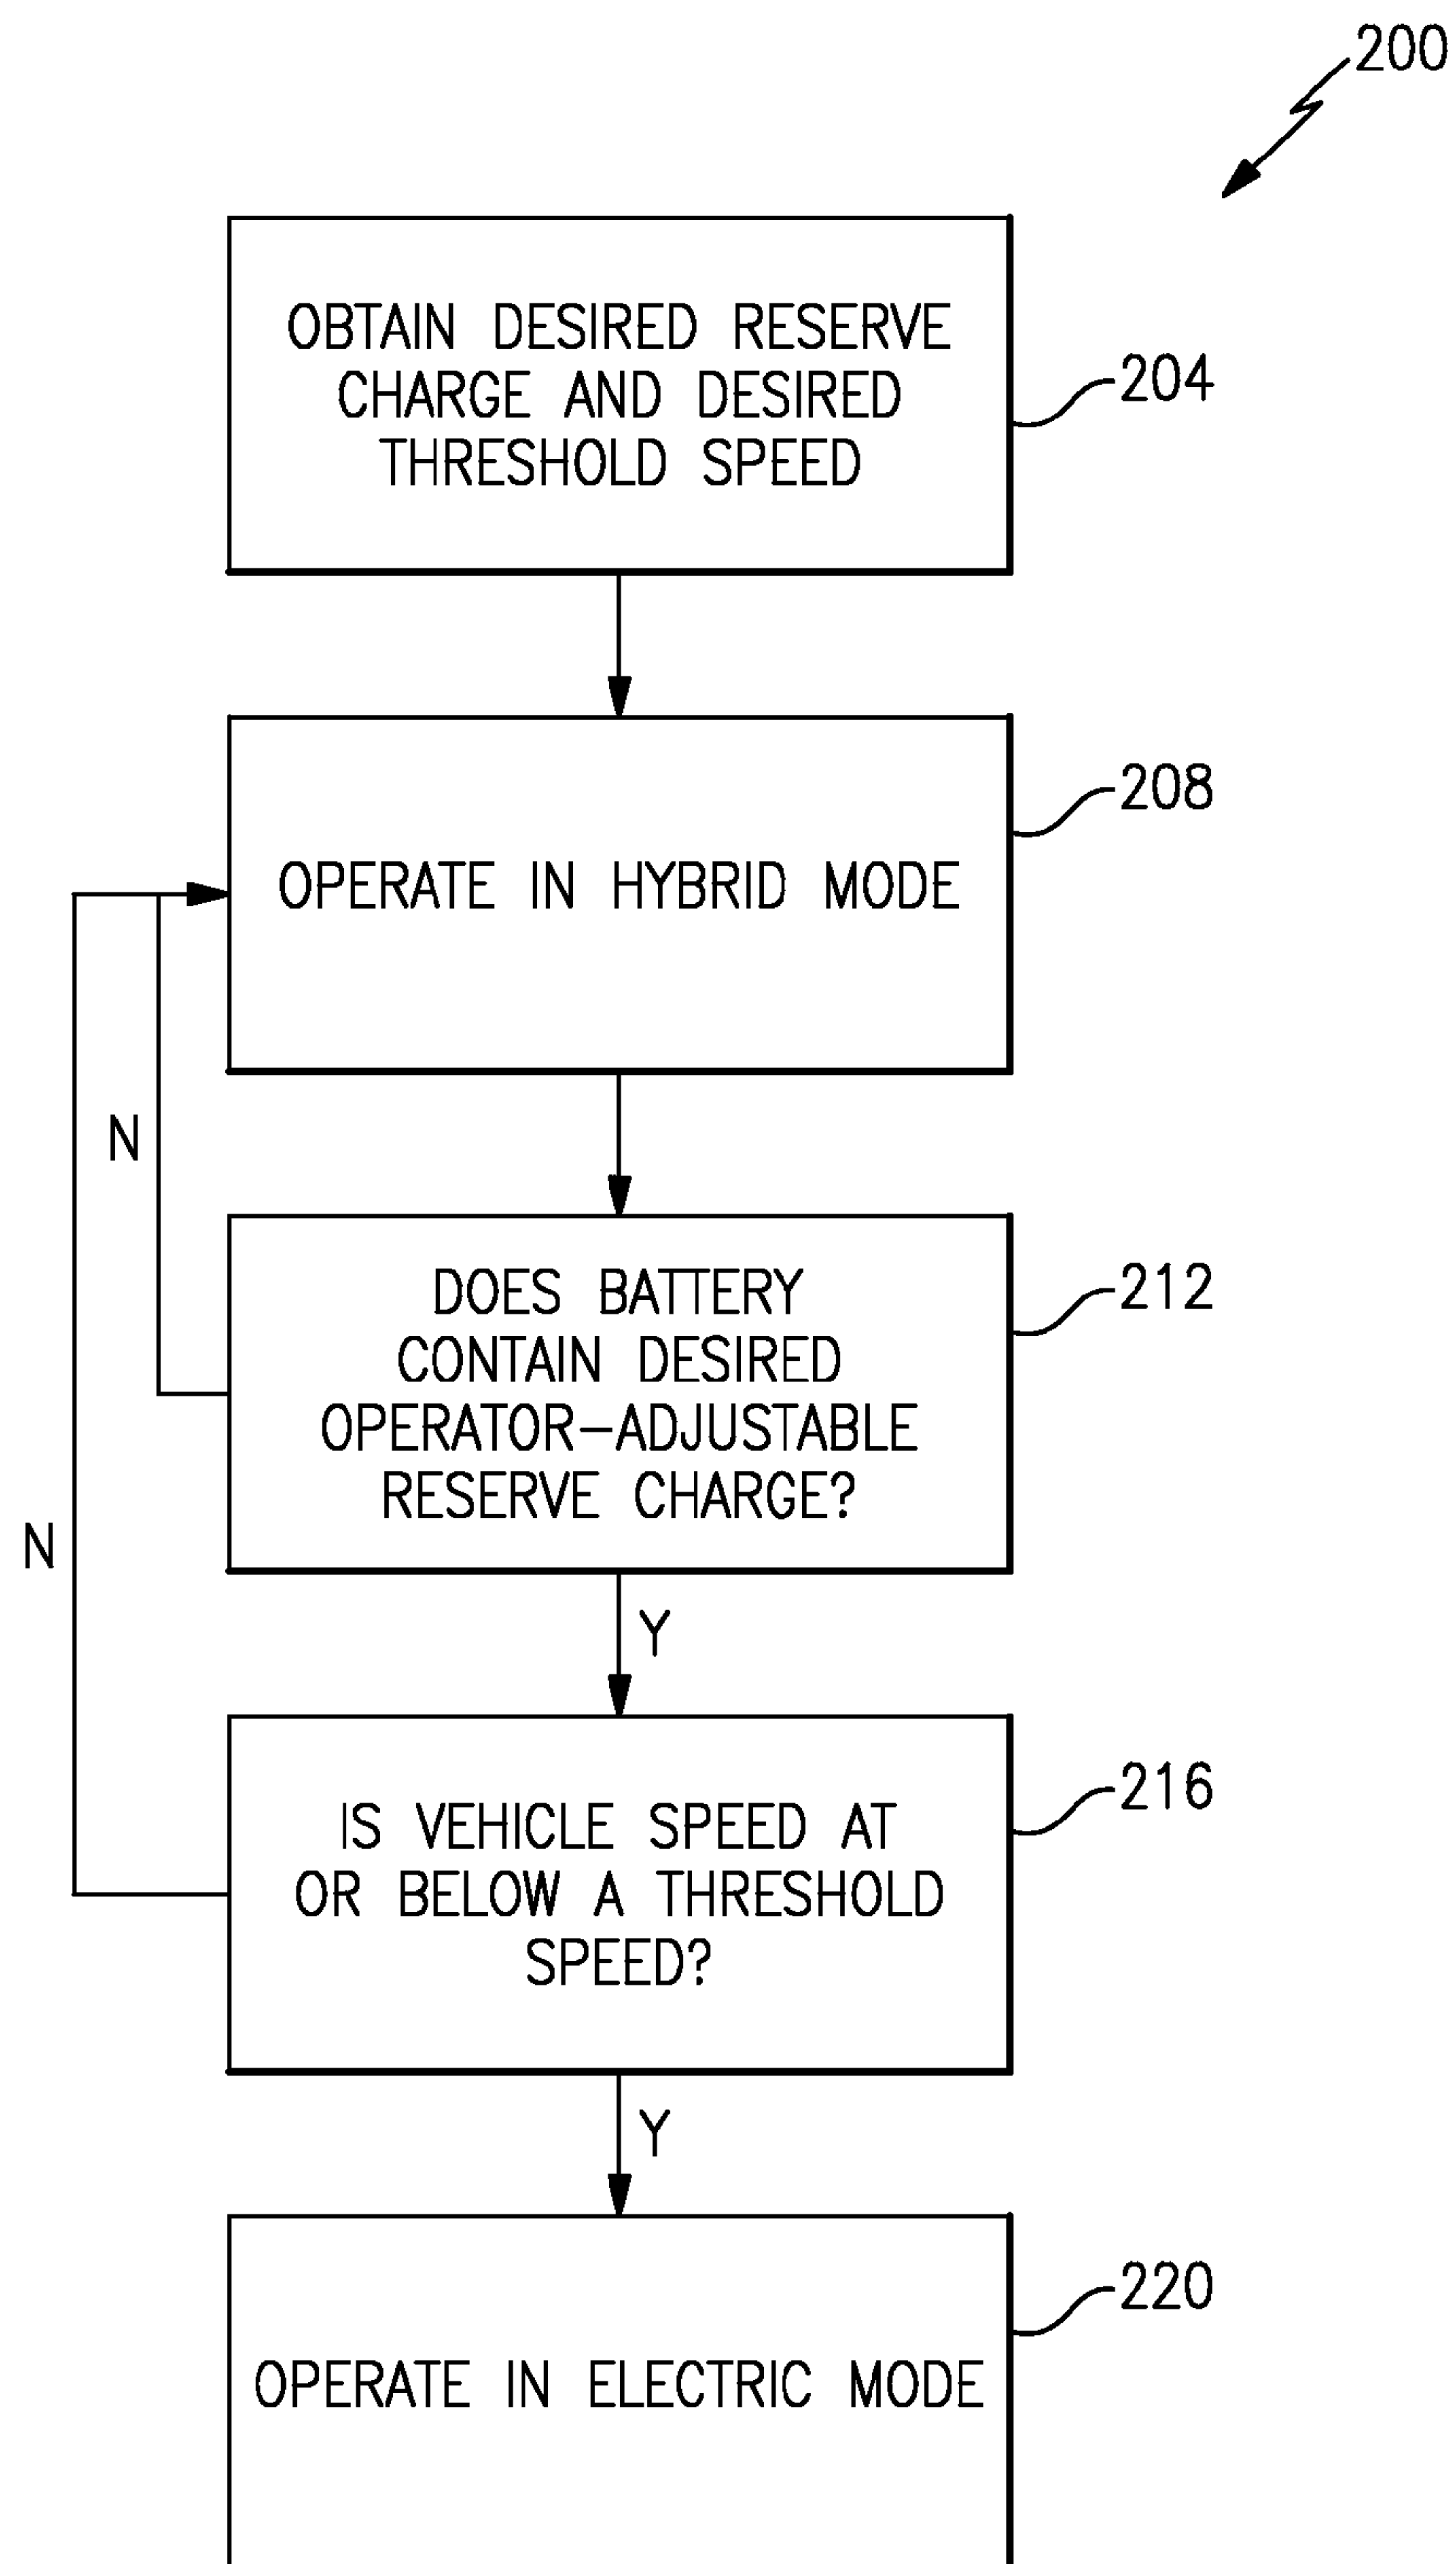 200
OBTAIN DESIRED RESERVE
CHARGE AND DESIRED
THRESHOLD SPEED
204
OPERATE IN HYBRID MODE
208
N
DOES BATTERY
CONTAIN DESIRED
OPERATOR-ADJUSTABLE
RESERVE CHARGE?
212
N
Y
IS VEHICLE SPEED AT
OR BELOW A THRESHOLD
SPEED?
216
Y
OPERATE IN ELECTRIC MODE
220